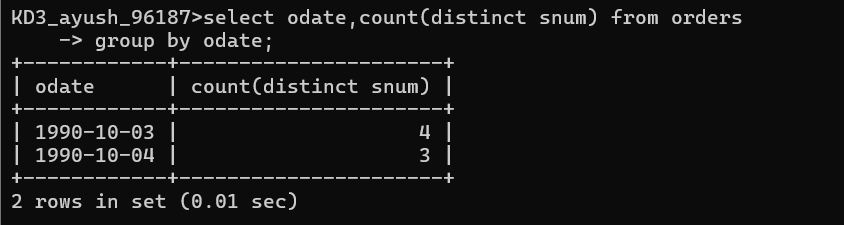 KD3_ayush_96187>select odate,count(distinct snum) from orders
    -> group by odate;
+------------+----------------------+
| odate      | count(distinct snum) |
+------------+----------------------+
| 1990-10-03 |                    4 |
| 1990-10-04 |                    3 |
+------------+----------------------+
2 rows in set (0.01 sec)